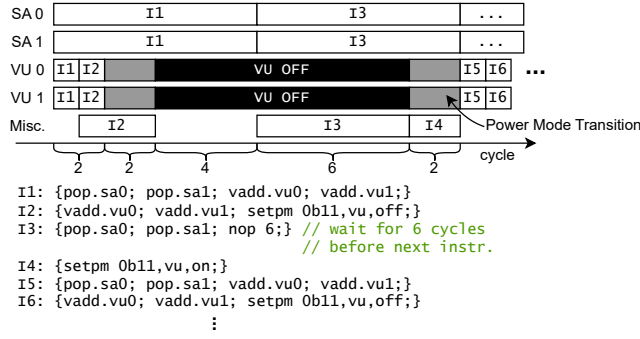 SA 0 I1 I3 ...
SA 1 I1 I3 ...
VU 0 I1 I2 VU OFF I5 I6 ...
VU 1 I1 I2 VU OFF I5 I6
Misc. I2 I3 I4 Power Mode Transition
cycle
2 2 4 6 2
I1: {pop.sa0; pop.sa1; vadd.vu0; vadd.vu1;}
I2: {vadd.vu0; vadd.vu1; setpm 0b11,vu,off;}
I3: {pop.sa0; pop.sa1; nop 6;} // wait for 6 cycles
// before next instr.
I4: {setpm 0b11,vu,on;}
I5: {pop.sa0; pop.sa1; vadd.vu0; vadd.vu1;}
I6: {vadd.vu0; vadd.vu1; setpm 0b11,vu,off;}
⋮